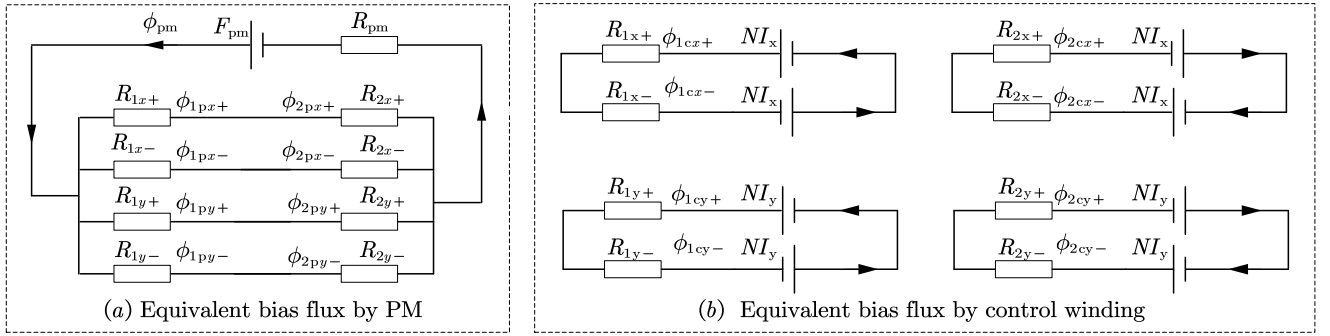 ϕpm Fpm Rpm
R1x+ ϕ1px+ ϕ2px+ R2x+
R1x− ϕ1px− ϕ2px− R2x−
R1y+ ϕ1py+ ϕ2py+ R2y+
R1y− ϕ1py− ϕ2py− R2y−
(a) Equivalent bias flux by PM
R1x+ ϕ1cx+ NIx
R1x− ϕ1cx− NIx
R2x+ ϕ2cx+ NIx
R2x− ϕ2cx− NIx
R1y+ ϕ1cy+ NIy
R1y− ϕ1cy− NIy
R2y+ ϕ2cy+ NIy
R2y− ϕ2cy− NIy
(b) Equivalent bias flux by control winding